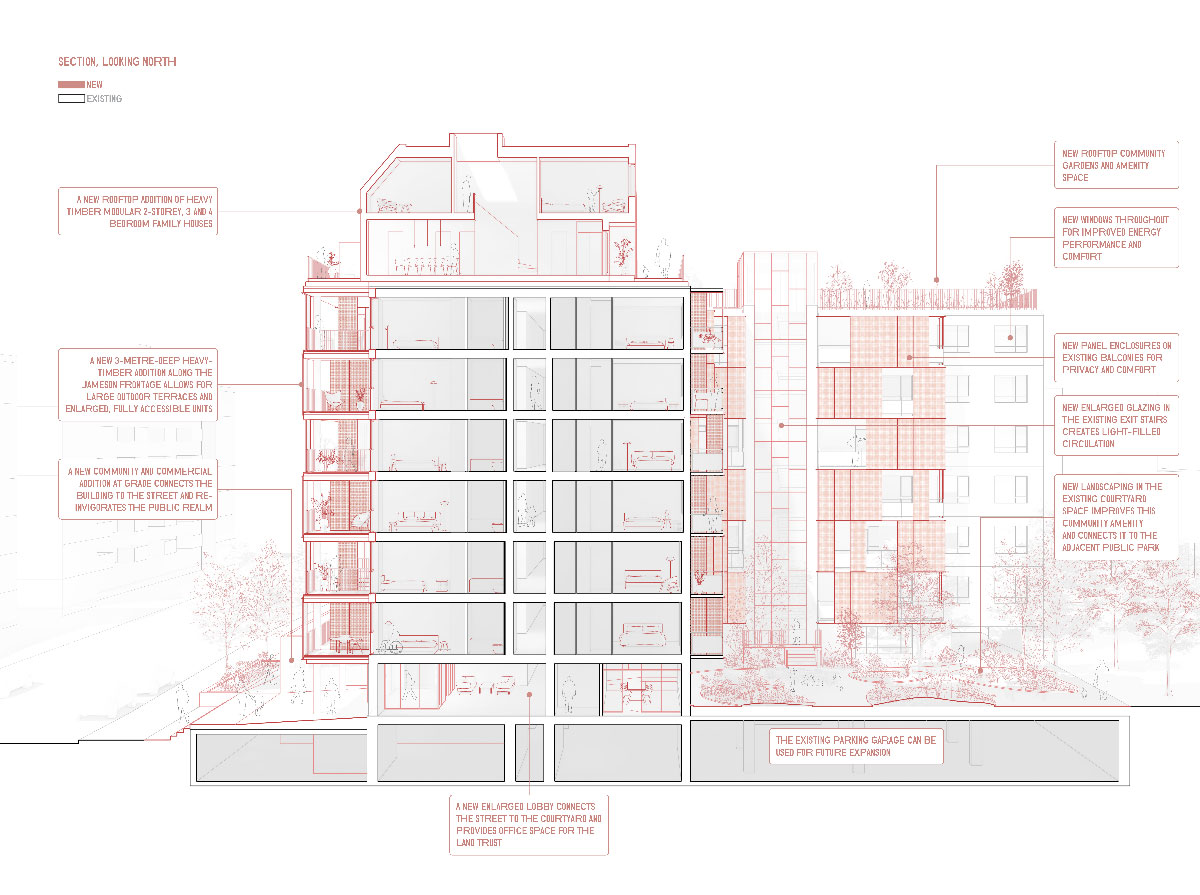 SECTION, LOOKING NORTH
NEW
EXISTING
A NEW ROOFTOP ADDITION OF HEAVY
TIMBER MODULAR 2-STOREY, 3 AND 4
BEDROOM FAMILY HOUSES
A NEW 3-METRE-DEEP HEAVY-
TIMBER ADDITION ALONG THE
JAMESON FRONTAGE ALLOWS FOR
LARGE OUTDOOR TERRACES AND
ENLARGED, FULLY ACCESSIBLE UNITS
A NEW COMMUNITY AND COMMERCIAL
ADDITION AT GRADE CONNECTS THE
BUILDING TO THE STREET AND RE-
INVIGORATES THE PUBLIC REALM
NEW ROOFTOP COMMUNITY
GARDENS AND AMENITY
SPACE
NEW WINDOWS THROUGHOUT
FOR IMPROVED ENERGY
PERFORMANCE AND
COMFORT
NEW PANEL ENCLOSURES ON
EXISTING BALCONIES FOR
PRIVACY AND COMFORT
NEW ENLARGED GLAZING IN
THE EXISTING EXIT STAIRS
CREATES LIGHT-FILLED
CIRCULATION
NEW LANDSCAPING IN THE
EXISTING COURTYARD
SPACE IMPROVES THIS
COMMUNITY AMENITY
AND CONNECTS IT TO THE
ADJACENT PUBLIC PARK
THE EXISTING PARKING GARAGE CAN BE
USED FOR FUTURE EXPANSION
A NEW ENLARGED LOBBY CONNECTS
THE STREET TO THE COURTYARD AND
PROVIDES OFFICE SPACE FOR THE
LAND TRUST